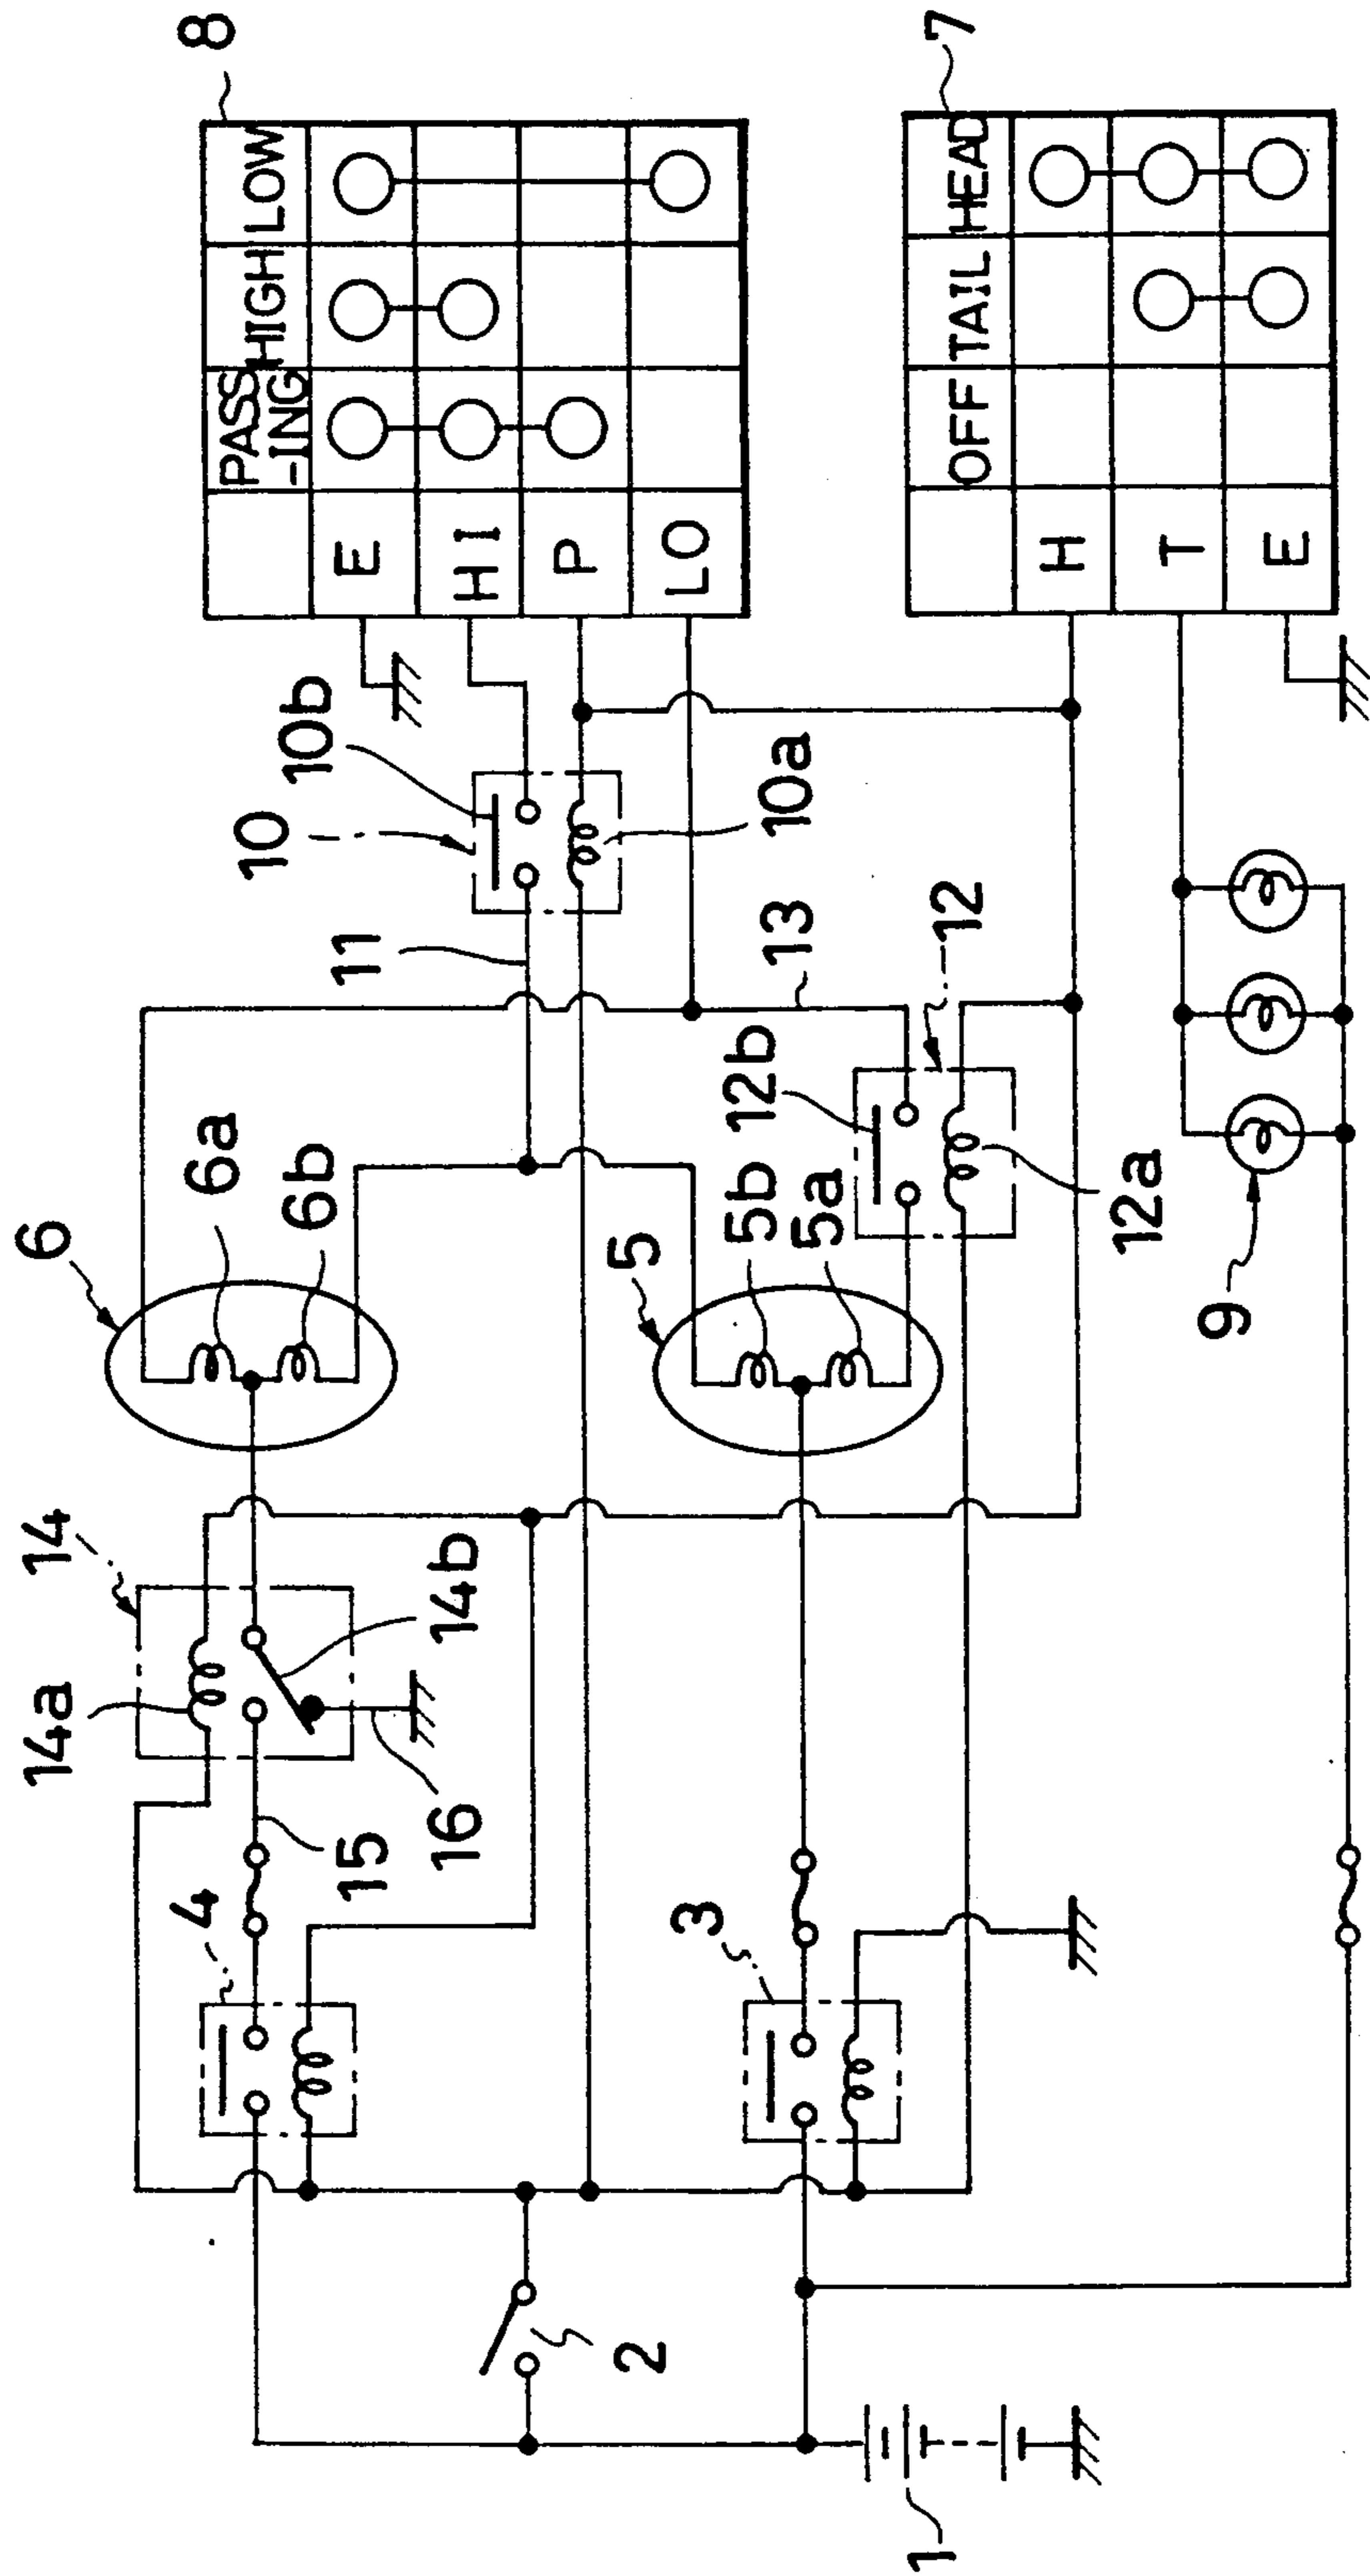 8
PASS HIGH LOW
-ING
E
HI
P
LO
7
OFF TAIL HEAD
H
T
E
10b
10
10a
11
13
12
12b
12a
6a
6b
6
5b
5a
5
9
14
14b
14a
15
16
4
3
2
1